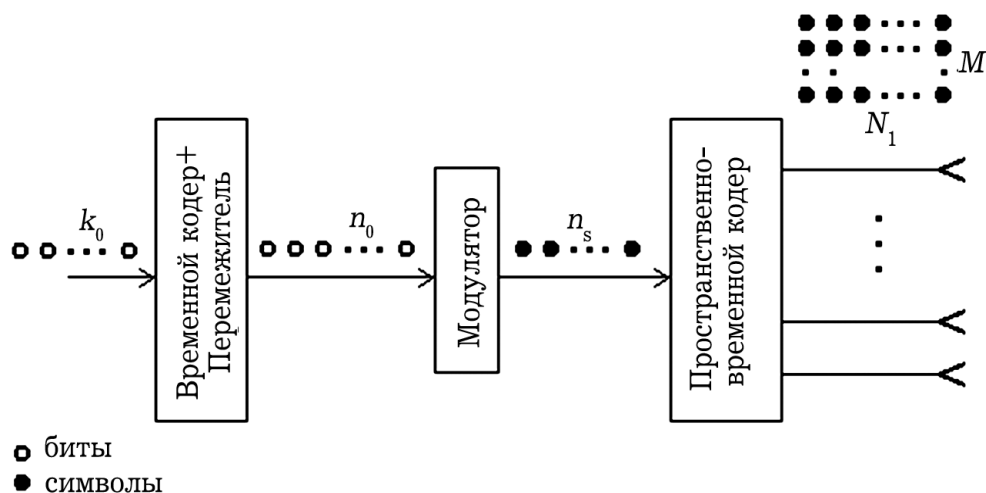 M
N₁
k₀
Временной кодер+
Перемежитель
n₀
Модулятор
nₛ
Пространственно-
временной кодер
биты
символы